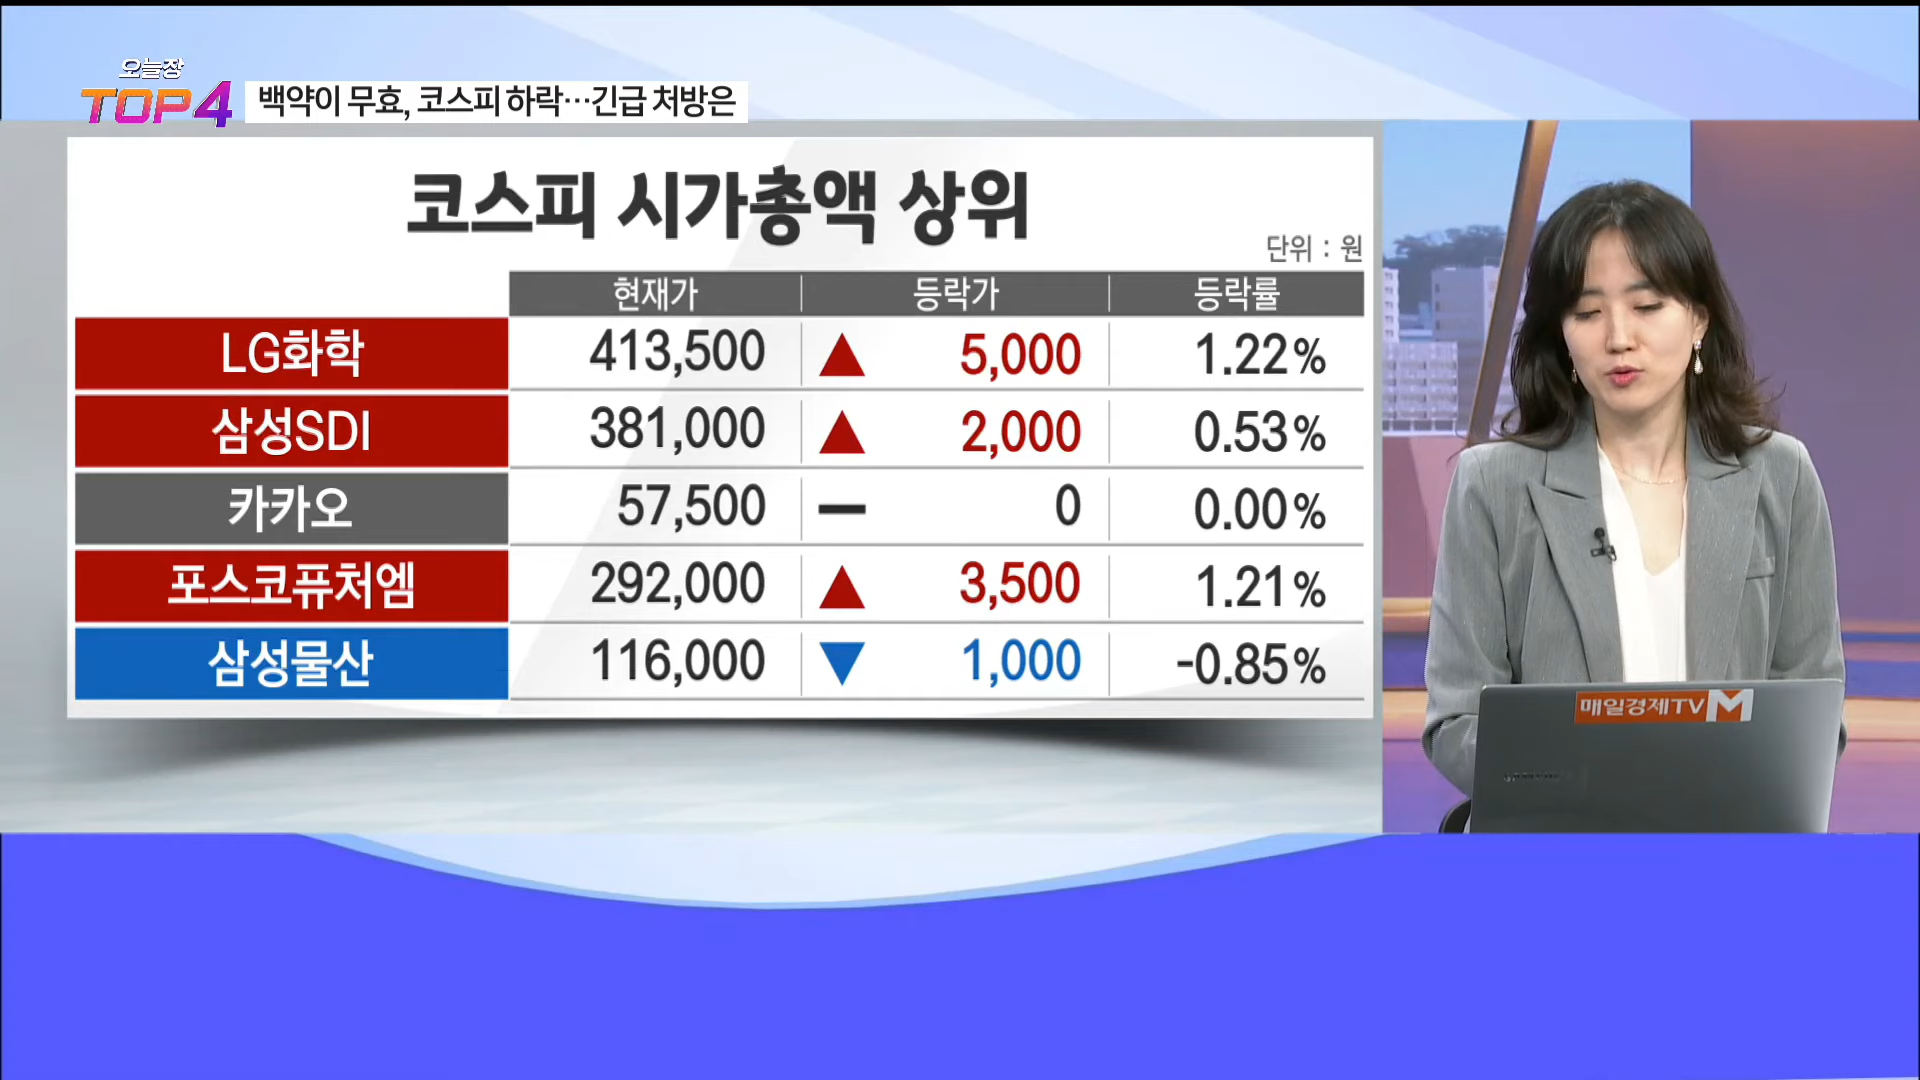 오늘장
TOP4
백약이 무효, 코스피 하락…긴급 처방은
코스피 시가총액 상위
단위 : 원
현재가 등락가 등락률
LG화학 413,500 ▲ 5,000 1.22%
삼성SDI 381,000 ▲ 2,000 0.53%
카카오 57,500 ー 0 0.00%
포스코퓨처엠 292,000 ▲ 3,500 1.21%
삼성물산 116,000 ▼ 1,000 -0.85%
매일경제TV M
SAMSUNG